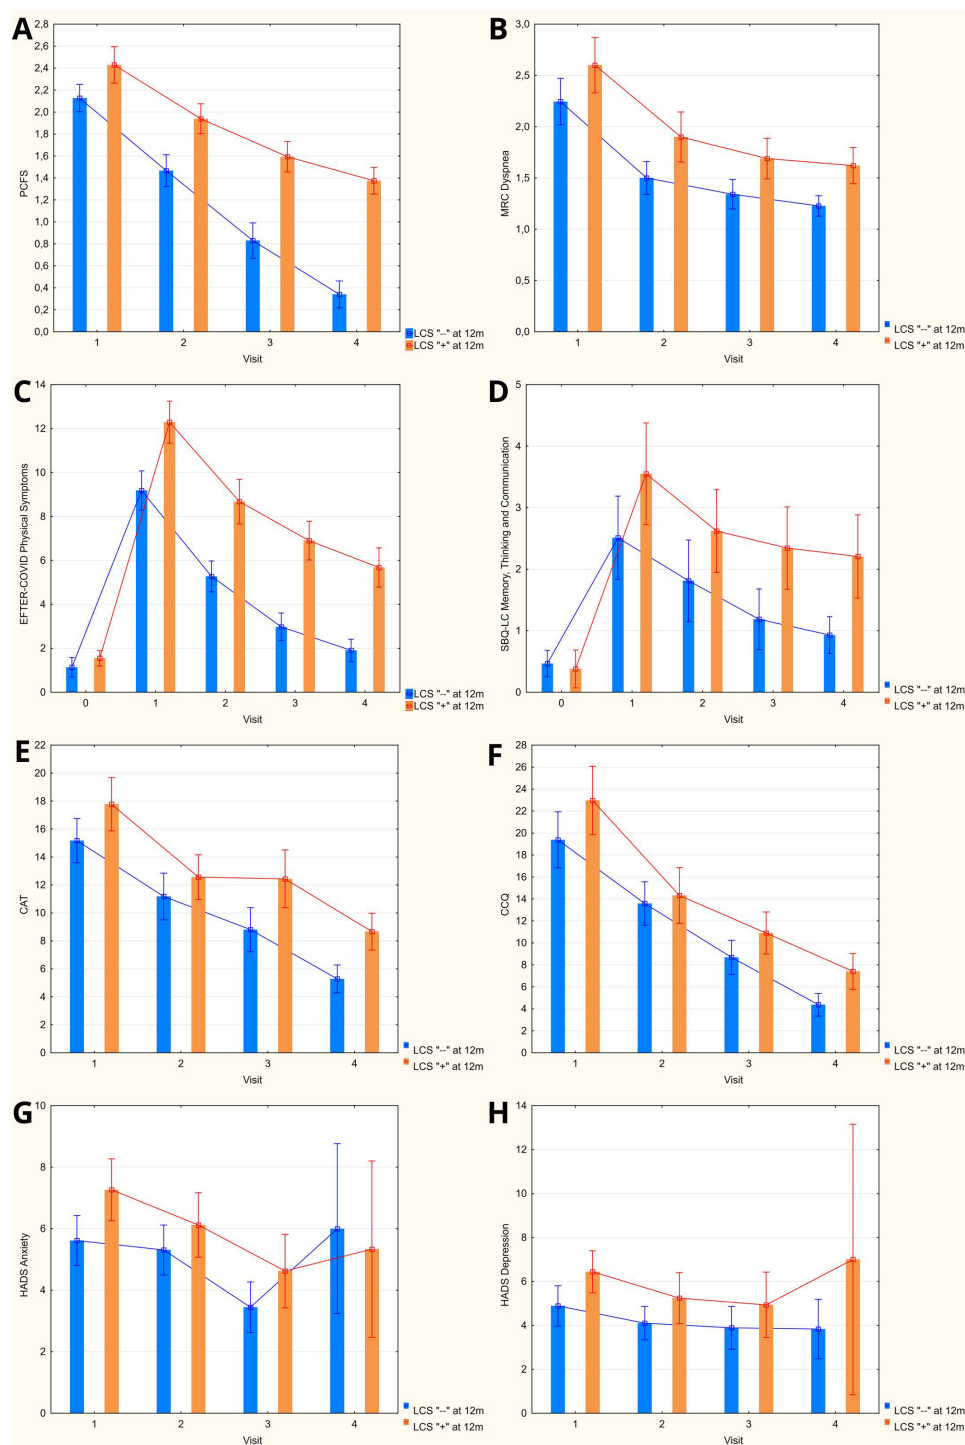 A
PCFS
2,8
2,6
2,4
2,2
2,0
1,8
1,6
1,4
1,2
1,0
0,8
0,6
0,4
0,2
0,0
1 2 3 4
Visit
LCS "--" at 12m
LCS "+" at 12m
B
MRC Dyspnea
3,0
2,5
2,0
1,5
1,0
0,5
0,0
1 2 3 4
Visit
LCS "--" at 12m
LCS "+" at 12m
C
EFTER-COVID Physical Symptoms
14
12
10
8
6
4
2
0
0 1 2 3 4
Visit
LCS "--" at 12m
LCS "+" at 12m
D
SBQ-LC Memory, Thinking and Communication
5
4
3
2
1
0
0 1 2 3 4
Visit
LCS "--" at 12m
LCS "+" at 12m
E
CAT
22
20
18
16
14
12
10
8
6
4
2
0
1 2 3 4
Visit
LCS "--" at 12m
LCS "+" at 12m
F
CCQ
28
26
24
22
20
18
16
14
12
10
8
6
4
2
0
1 2 3 4
Visit
LCS "--" at 12m
LCS "+" at 12m
G
HADS Anxiety
10
8
6
4
2
0
1 2 3 4
Visit
LCS "--" at 12m
LCS "+" at 12m
H
HADS Depression
14
12
10
8
6
4
2
0
1 2 3 4
Visit
LCS "--" at 12m
LCS "+" at 12m